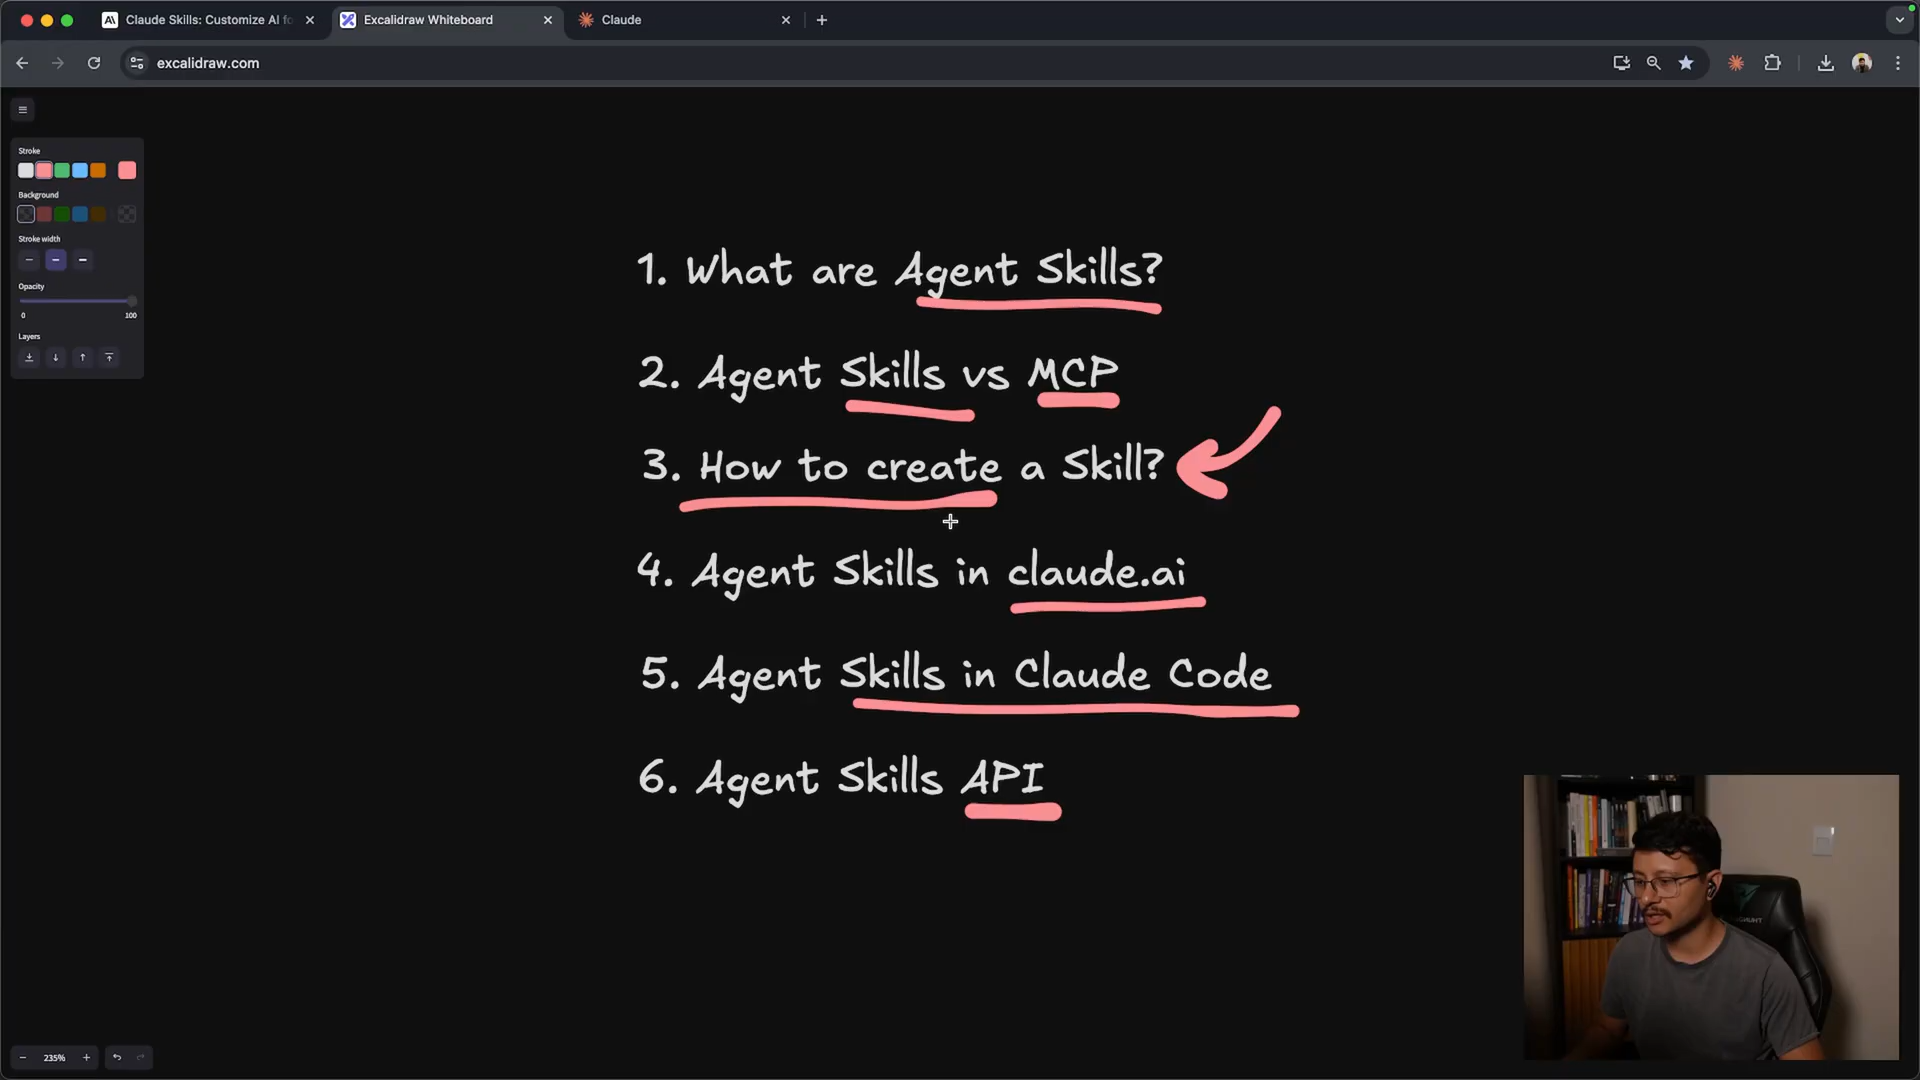 Claude Skills: Customize AI fo
Excalidraw Whiteboard
Claude
excalidraw.com
Stroke
Background
Stroke width
Opacity
0 100
Layers
1. What are Agent Skills?
2. Agent Skills vs MCP
3. How to create a Skill?
4. Agent Skills in claude.ai
5. Agent Skills in Claude Code
6. Agent Skills API
235%